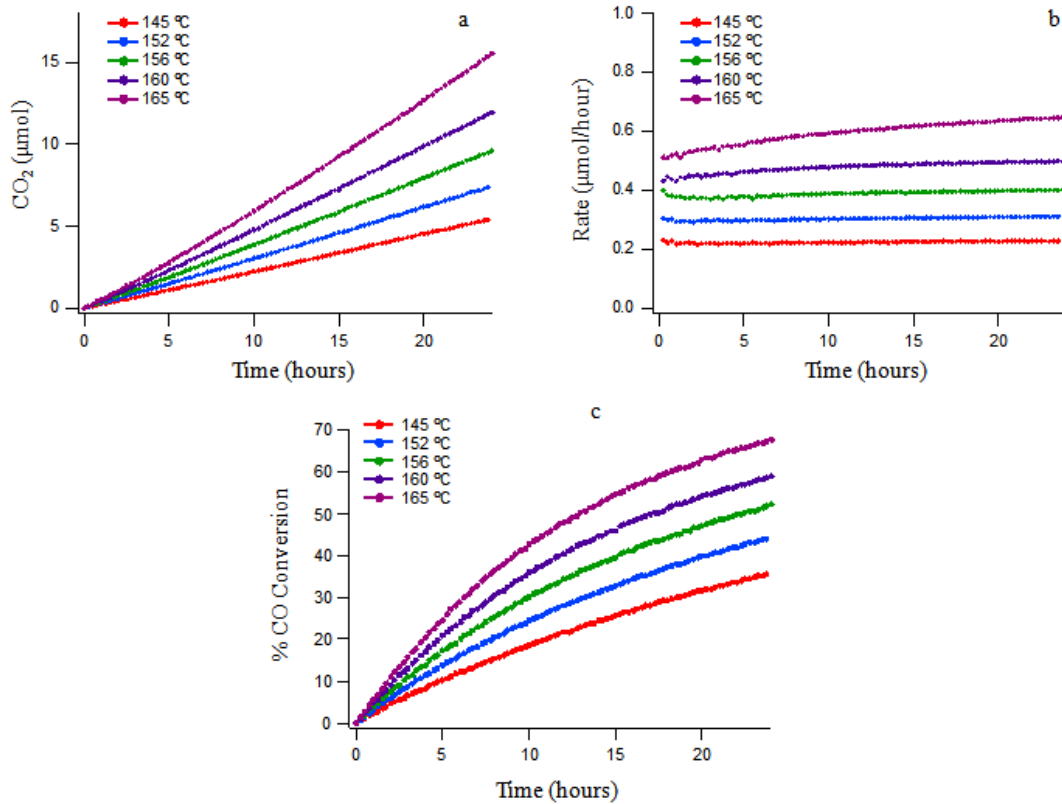 a
145 ºC
152 ºC
156 ºC
160 ºC
165 ºC
CO₂ (µmol)
15
10
5
0
0 5 10 15 20
Time (hours)
b
145 ºC
152 ºC
156 ºC
160 ºC
165 ºC
Rate (µmol/hour)
1.0
0.8
0.6
0.4
0.2
0.0
0 5 10 15 20
Time (hours)
c
145 ºC
152 ºC
156 ºC
160 ºC
165 ºC
% CO Conversion
70
60
50
40
30
20
10
0
0 5 10 15 20
Time (hours)